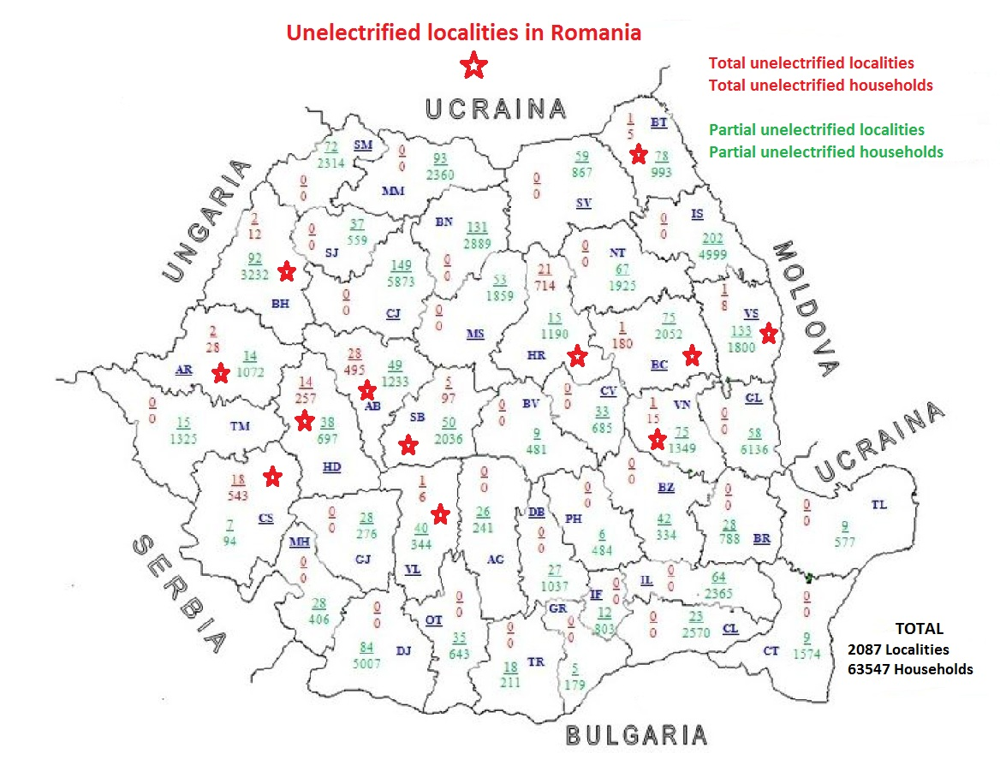 Unelectrified localities in Romania
Total unelectrified localities
Total unelectrified households
Partial unelectrified localities
Partial unelectrified households
UCRAINA
UNGARIA
MOLDOVA
UCRAINA
SERBIA
BULGARIA
72
2314
SM
0
0
0
0
93
2360
MM
59
867
0
0
SV
1
5
BT
78
993
2
12
92
3232
BH
0
0
37
559
SJ
BN
131
2889
0
0
149
5873
0
0
CJ
53
1859
0
0
MS
21
714
15
1190
HR
0
0
NT
67
1925
IS
0
0
202
4999
1
8
VS
133
1800
75
2052
1
180
BC
2
28
14
1072
AR
28
495
49
1233
AB
14
257
38
697
HD
5
97
SB
50
2036
BV
0
0
9
481
CV
0
0
33
685
1
15
VN
75
1349
GL
0
0
58
6136
0
0
15
1325
TM
18
543
7
94
CS
MH
0
0
28
406
0
0
28
276
GJ
1
6
40
344
VL
0
0
26
241
AG
DB
0
0
27
1037
0
0
PH
6
484
0
0
BZ
42
334
0
0
28
788
BR
0
0
TL
9
577
0
0
84
5007
DJ
OT
0
0
35
643
0
0
TR
18
211
GR
0
0
5
179
IF
0
0
12
803
IL
0
0
64
2365
0
0
23
2570
CL
0
0
CT
9
1574
TOTAL
2087 Localities
63547 Households